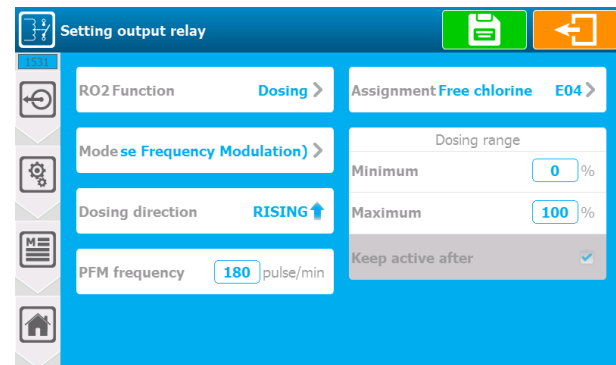 Setting output relay
1531
RO2 Function Dosing
Assignment Free chlorine E04
Mode se Frequency Modulation)
Dosing range
Minimum 0 %
Dosing direction RISING
Maximum 100 %
PFM frequency 180 pulse/min
Keep active after
M